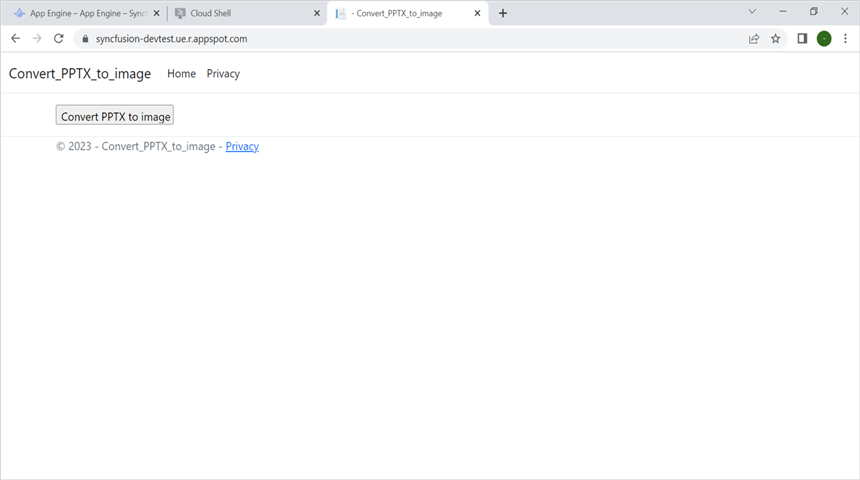 App Engine – App Engine – Syncf
Cloud Shell
- Convert_PPTX_to_image
syncfusion-devtest.ue.r.appspot.com
Convert_PPTX_to_image Home Privacy
Convert PPTX to image
© 2023 - Convert_PPTX_to_image - Privacy